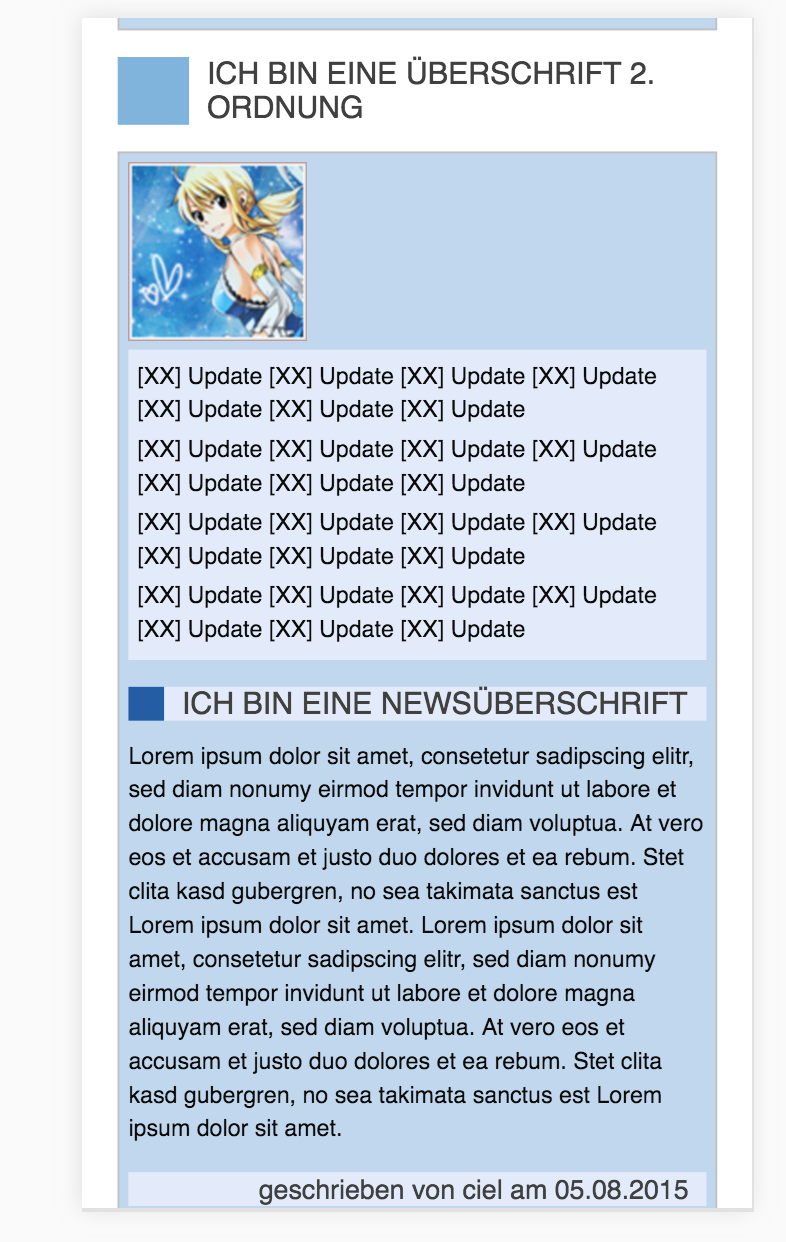 ICH BIN EINE ÜBERSCHRIFT 2.
ORDNUNG
[XX] Update [XX] Update [XX] Update [XX] Update
[XX] Update [XX] Update [XX] Update
[XX] Update [XX] Update [XX] Update [XX] Update
[XX] Update [XX] Update [XX] Update
[XX] Update [XX] Update [XX] Update [XX] Update
[XX] Update [XX] Update [XX] Update
[XX] Update [XX] Update [XX] Update [XX] Update
[XX] Update [XX] Update [XX] Update
ICH BIN EINE NEWSÜBERSCHRIFT
Lorem ipsum dolor sit amet, consetetur sadipscing elitr,
sed diam nonumy eirmod tempor invidunt ut labore et
dolore magna aliquyam erat, sed diam voluptua. At vero
eos et accusam et justo duo dolores et ea rebum. Stet
clita kasd gubergren, no sea takimata sanctus est
Lorem ipsum dolor sit amet. Lorem ipsum dolor sit
amet, consetetur sadipscing elitr, sed diam nonumy
eirmod tempor invidunt ut labore et dolore magna
aliquyam erat, sed diam voluptua. At vero eos et
accusam et justo duo dolores et ea rebum. Stet clita
kasd gubergren, no sea takimata sanctus est Lorem
ipsum dolor sit amet.
geschrieben von ciel am 05.08.2015